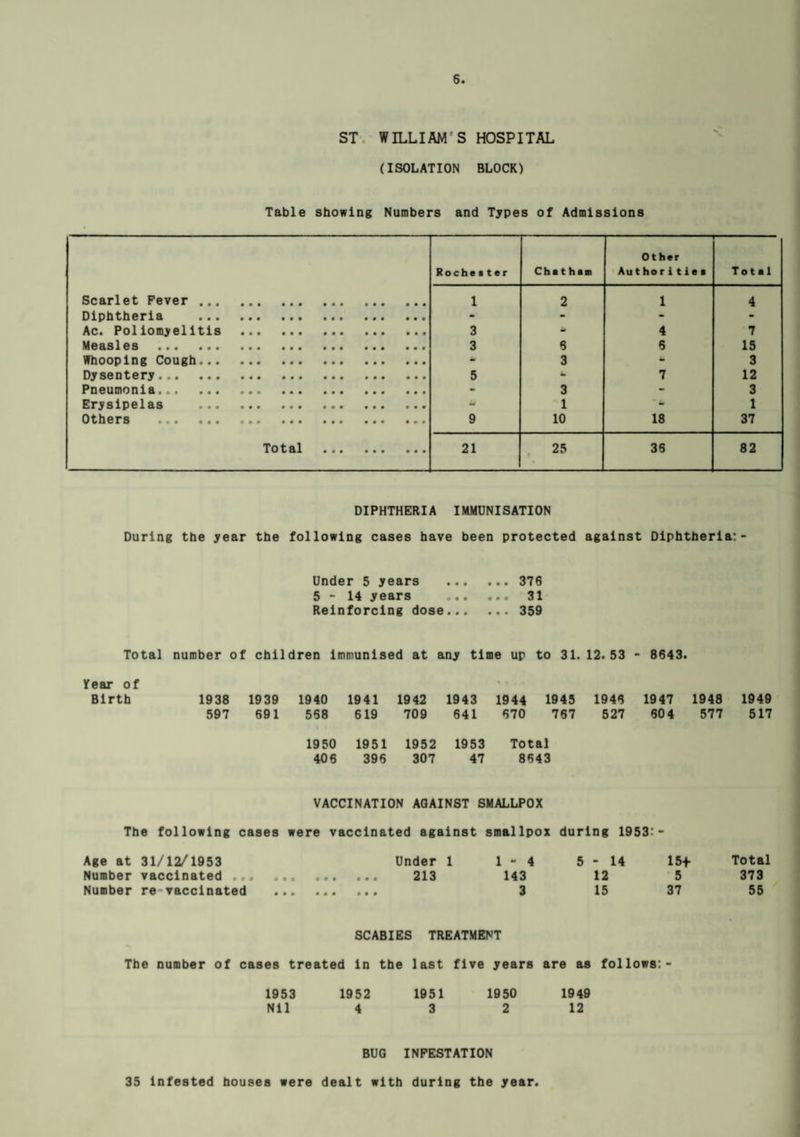 6.
ST. WILLIAM'S HOSPITAL
(ISOLATION BLOCK)
Table showing Numbers and Types of Admissions
Rochester Chatham Other Authorities Total
Scarlet Fever ... ... ... ... ... ... 1 2 1 4
Diphtheria ... ... ... ... ... ... - - - -
Ac. Poliomyelitis ... ... ... ... ... 3 - 4 7
Measles ... ... ... ... ... ... ... 3 6 6 15
Whooping Cough... ... ... ... ... ... - 3 - 3
Dysentery... ... ... ... ... ... ... 5 - 7 12
Pneumonia... ... ... ... ... ... ... - 3 - 3
Erysipelas ... ... ... ... ... ... - 1 - 1
Others ... ... ... ... ... ... ... 9 10 18 37
Total ... ... ... 21 25 36 82
DIPHTHERIA IMMUNISATION
During the year the following cases have been protected against Diphtheria:-
Under 5 years ... ... 376
5 - 14 years ... ... 31
Reinforcing dose... ... 359
Total number of children immunised at any time up to 31.12.53 - 8643.
Year of
Birth 1938 1939 1940 1941 1942 1943 1944 1945 1946 1947 1948 1949
597 691 568 619 709 641 670 767 527 604 577 517
1950 1951 1952 1953 Total
406 396 307 47 8643
VACCINATION AGAINST SMALLPOX
The following cases were vaccinated against smallpox during 1953:-
Age at 31/12/1953 Under 1 1 - 4 5 - 14 15+ Total
Number vaccinated ... ... ... ... 213 143 12 5 373
Number re-vaccinated ... ... ... 3 15 37 55
SCABIES TREATMENT
The number of cases treated in the last five years are as follows:-
1953 1952 1951 1950 1949
Nil 4 3 2 12
BUG INFESTATION
35 infested houses were dealt with during the year.